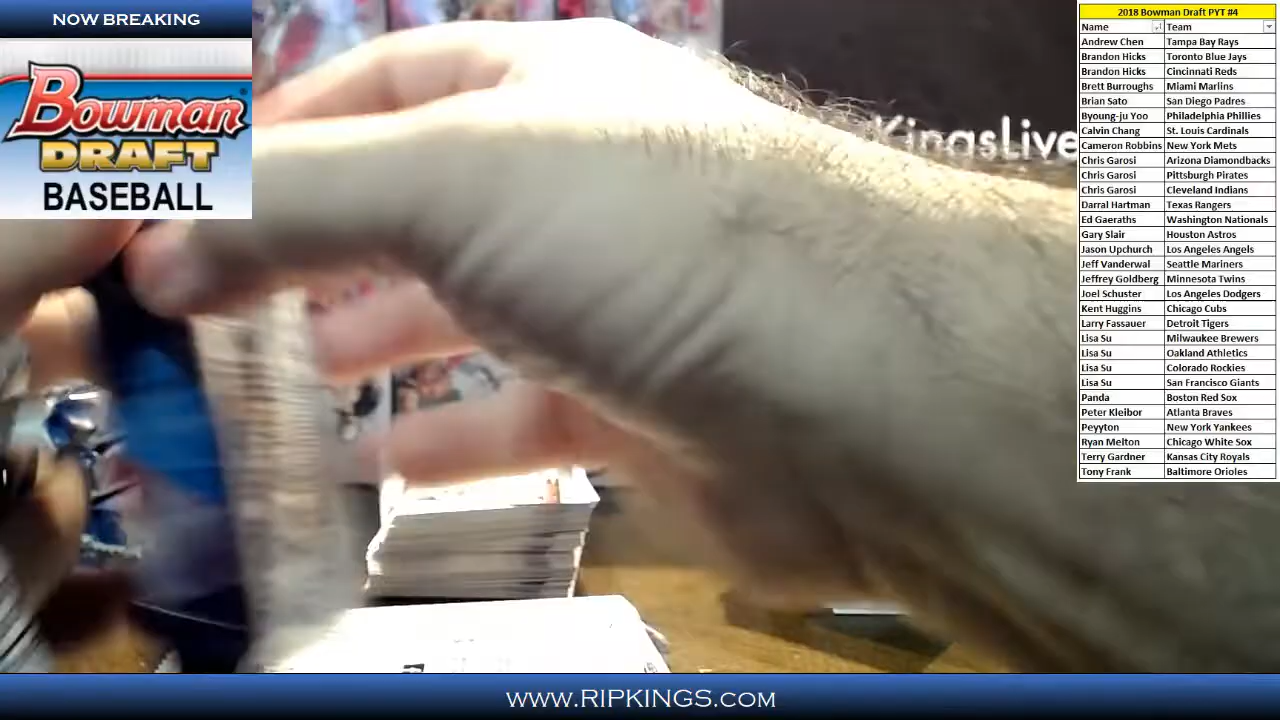 NOW BREAKING
Bowman
DRAFT
BASEBALL
KingsLive
2018 Bowman Draft PYT #4
Name Team
Andrew Chen Tampa Bay Rays
Brandon Hicks Toronto Blue Jays
Brandon Hicks Cincinnati Reds
Brett Burroughs Miami Marlins
Brian Sato San Diego Padres
Byoung-ju Yoo Philadelphia Phillies
Calvin Chang St. Louis Cardinals
Cameron Robbins New York Mets
Chris Garosi Arizona Diamondbacks
Chris Garosi Pittsburgh Pirates
Chris Garosi Cleveland Indians
Darral Hartman Texas Rangers
Ed Gaeraths Washington Nationals
Gary Slair Houston Astros
Jason Upchurch Los Angeles Angels
Jeff Vanderwal Seattle Mariners
Jeffrey Goldberg Minnesota Twins
Joel Schuster Los Angeles Dodgers
Kent Huggins Chicago Cubs
Larry Fassauer Detroit Tigers
Lisa Su Milwaukee Brewers
Lisa Su Oakland Athletics
Lisa Su Colorado Rockies
Lisa Su San Francisco Giants
Panda Boston Red Sox
Peter Kleibor Atlanta Braves
Peyyton New York Yankees
Ryan Melton Chicago White Sox
Terry Gardner Kansas City Royals
Tony Frank Baltimore Orioles
WWW.RIPKINGS.COM